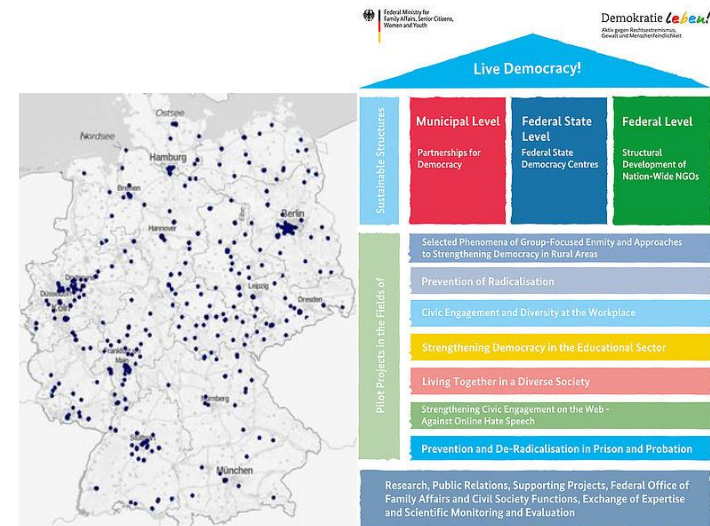 Federal Ministry for
Family Affairs, Senior Citizens,
Women and Youth
Demokratie leben!
Aktiv gegen Rechtsextremismus,
Gewalt und Menschenfeindlichkeit
Live Democracy!
Sustainable Structures
Municipal Level
Partnerships for
Democracy
Federal State
Level
Federal State
Democracy Centres
Federal Level
Structural
Development of
Nation-Wide NGOs
Pilot Projects in the Fields of
Selected Phenomena of Group-Focused Enmity and Approaches
to Strengthening Democracy in Rural Areas
Prevention of Radicalisation
Civic Engagement and Diversity at the Workplace
Strengthening Democracy in the Educational Sector
Living Together in a Diverse Society
Strengthening Civic Engagement on the Web -
Against Online Hate Speech
Prevention and De-Radicalisation in Prison and Probation
Research, Public Relations, Supporting Projects, Federal Office of
Family Affairs and Civil Society Functions, Exchange of Expertise
and Scientific Monitoring and Evaluation
Ostsee
Nordsee
Hamburg
Bremen
Berlin
Hannover
Leipzig
Dresden
Nürnberg
München